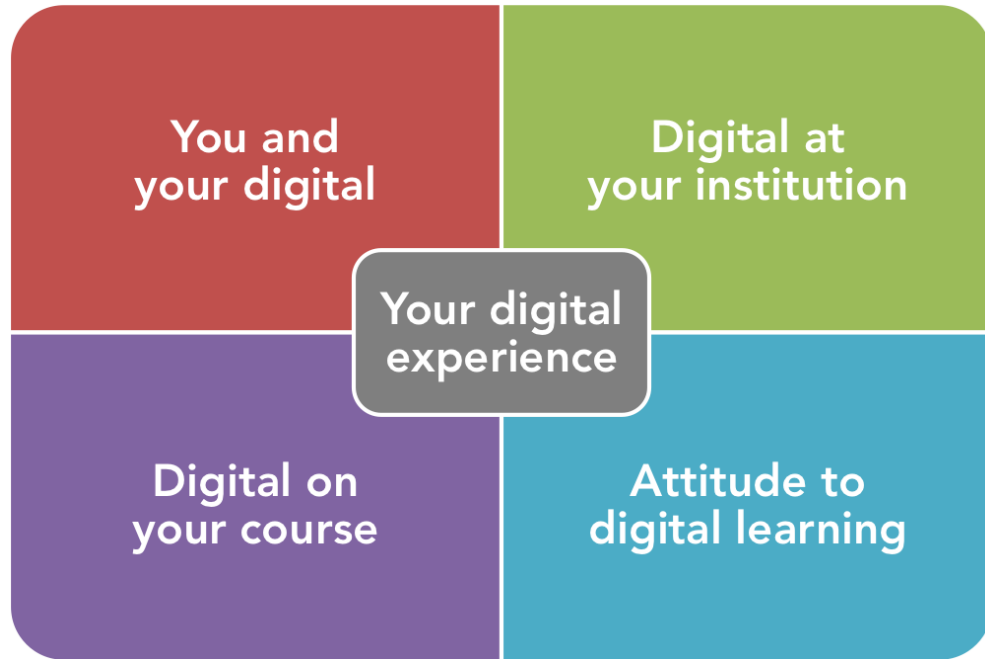 You and
your digital
Digital at
your institution
Your digital
experience
Digital on
your course
Attitude to
digital learning